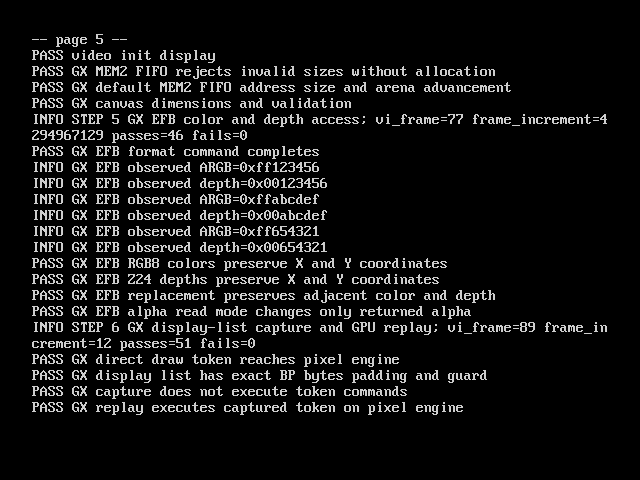 -- page 5 --
PASS video init display
PASS GX MEM2 FIFO rejects invalid sizes without allocation
PASS GX default MEM2 FIFO address size and arena advancement
PASS GX canvas dimensions and validation
INFO STEP 5 GX EFB color and depth access; vi_frame=77 frame_increment=4
294967129 passes=46 fails=0
PASS GX EFB format command completes
INFO GX EFB observed ARGB=0xff123456
INFO GX EFB observed depth=0x00123456
INFO GX EFB observed ARGB=0xffabcdef
INFO GX EFB observed depth=0x00abcdef
INFO GX EFB observed ARGB=0xff654321
INFO GX EFB observed depth=0x00654321
PASS GX EFB RGB8 colors preserve X and Y coordinates
PASS GX EFB Z24 depths preserve X and Y coordinates
PASS GX EFB replacement preserves adjacent color and depth
PASS GX EFB alpha read mode changes only returned alpha
INFO STEP 6 GX display-list capture and GPU replay; vi_frame=89 frame_in
crement=12 passes=51 fails=0
PASS GX direct draw token reaches pixel engine
PASS GX display list has exact BP bytes padding and guard
PASS GX capture does not execute token commands
PASS GX replay executes captured token on pixel engine